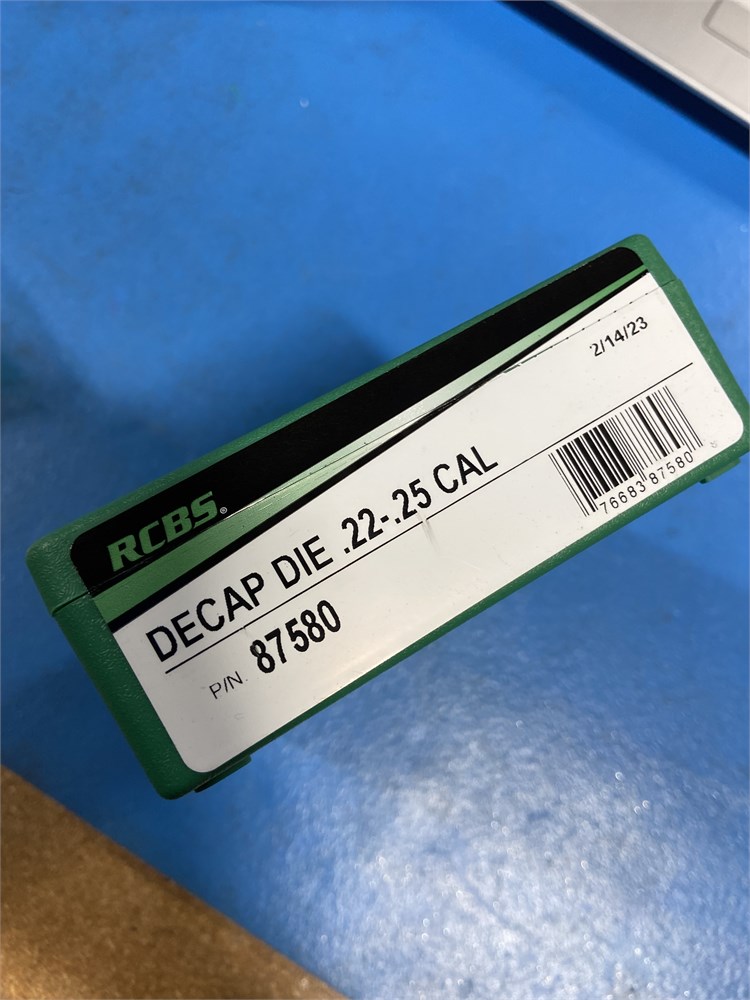 RCBS®
2/14/23
DECAP DIE .22-.25 CAL
P/N. 87580
76683 87580